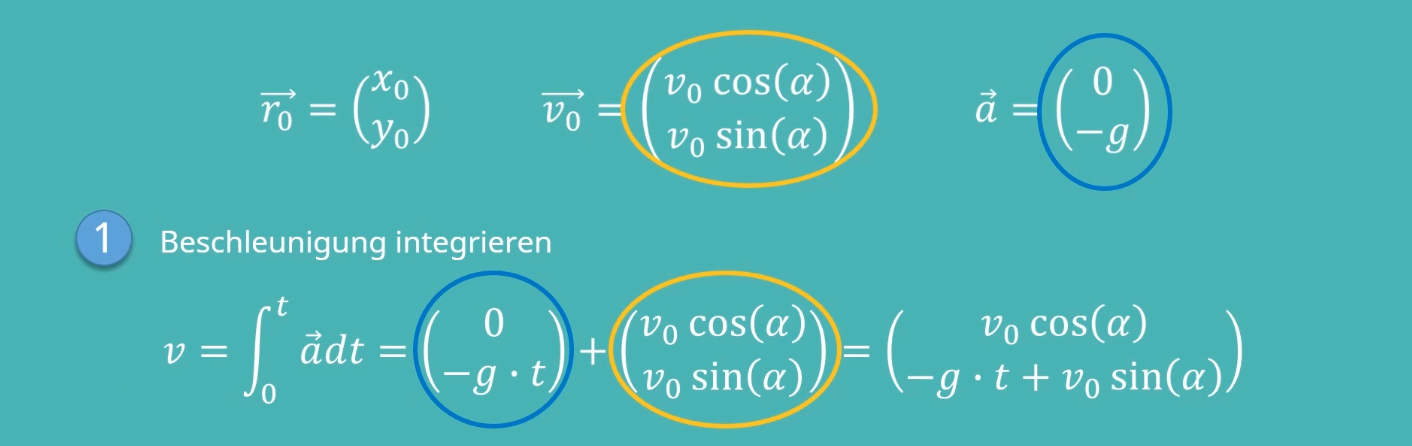 $\overrightarrow{r_0} = \begin{pmatrix} x_0 \\ y_0 \end{pmatrix}$ $\overrightarrow{v_0} = \begin{pmatrix} v_0 \cos(\alpha) \\ v_0 \sin(\alpha) \end{pmatrix}$ $\vec{a} = \begin{pmatrix} 0 \\ -g \end{pmatrix}$
1 Beschleunigung integrieren
$v = \int_0^t \vec{a} dt = \begin{pmatrix} 0 \\ -g \cdot t \end{pmatrix} + \begin{pmatrix} v_0 \cos(\alpha) \\ v_0 \sin(\alpha) \end{pmatrix} = \begin{pmatrix} v_0 \cos(\alpha) \\ -g \cdot t + v_0 \sin(\alpha) \end{pmatrix}$